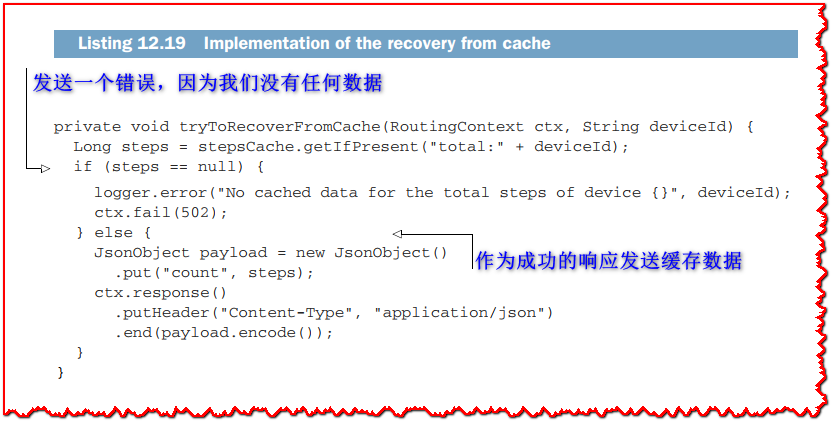 Listing 12.19 Implementation of the recovery from cache
发送一个错误，因为我们没有任何数据
private void tryToRecoverFromCache(RoutingContext ctx, String deviceId) {
Long steps = stepsCache.getIfPresent("total:" + deviceId);
if (steps == null) {
logger.error("No cached data for the total steps of device {}", deviceId);
ctx.fail(502);
} else {
作为成功的响应发送缓存数据
JsonObject payload = new JsonObject()
.put("count", steps);
ctx.response()
.putHeader("Content-Type", "application/json")
.end(payload.encode());
}
}